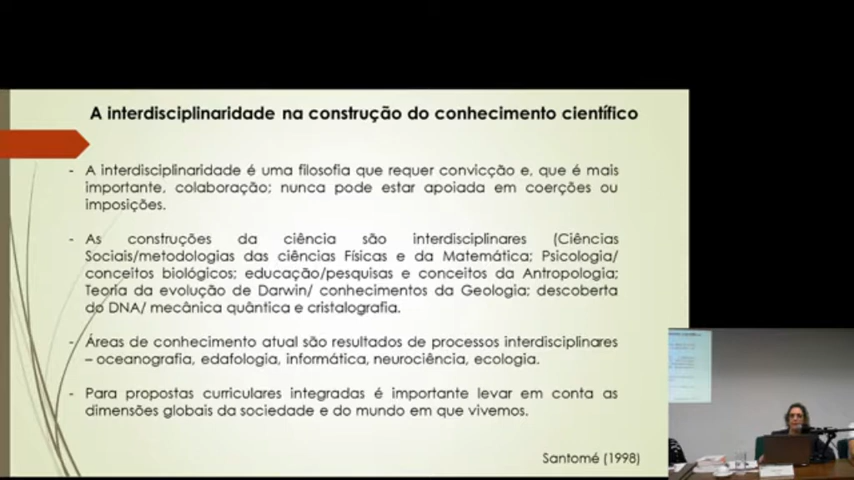 A interdisciplinaridade na construção do conhecimento científico
- A interdisciplinaridade é uma filosofia que requer convicção e, que é mais
importante, colaboração; nunca pode estar apoiada em coerções ou
imposições.
- As construções da ciência são interdisciplinares (Ciências
Sociais/metodologias das ciências Físicas e da Matemática; Psicologia/
conceitos biológicos; educação/pesquisas e conceitos da Antropologia;
Teoria da evolução de Darwin/ conhecimentos da Geologia; descoberta
do DNA/ mecânica quântica e cristalografia.
- Áreas de conhecimento atual são resultados de processos interdisciplinares
– oceanografia, edafologia, informática, neurociência, ecologia.
- Para propostas curriculares integradas é importante levar em conta as
dimensões globais da sociedade e do mundo em que vivemos.
Santomé (1998)